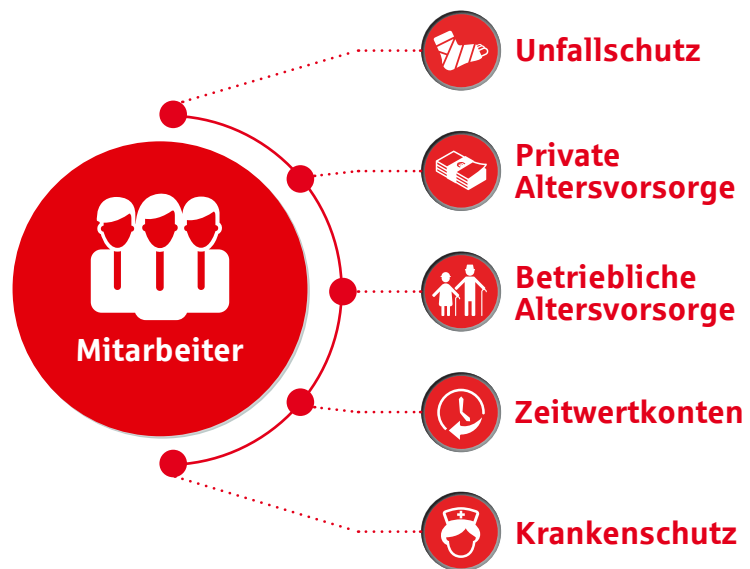 Unfallschutz
Private
Altersvorsorge
Mitarbeiter
Betriebliche
Altersvorsorge
Zeitwertkonten
Krankenschutz